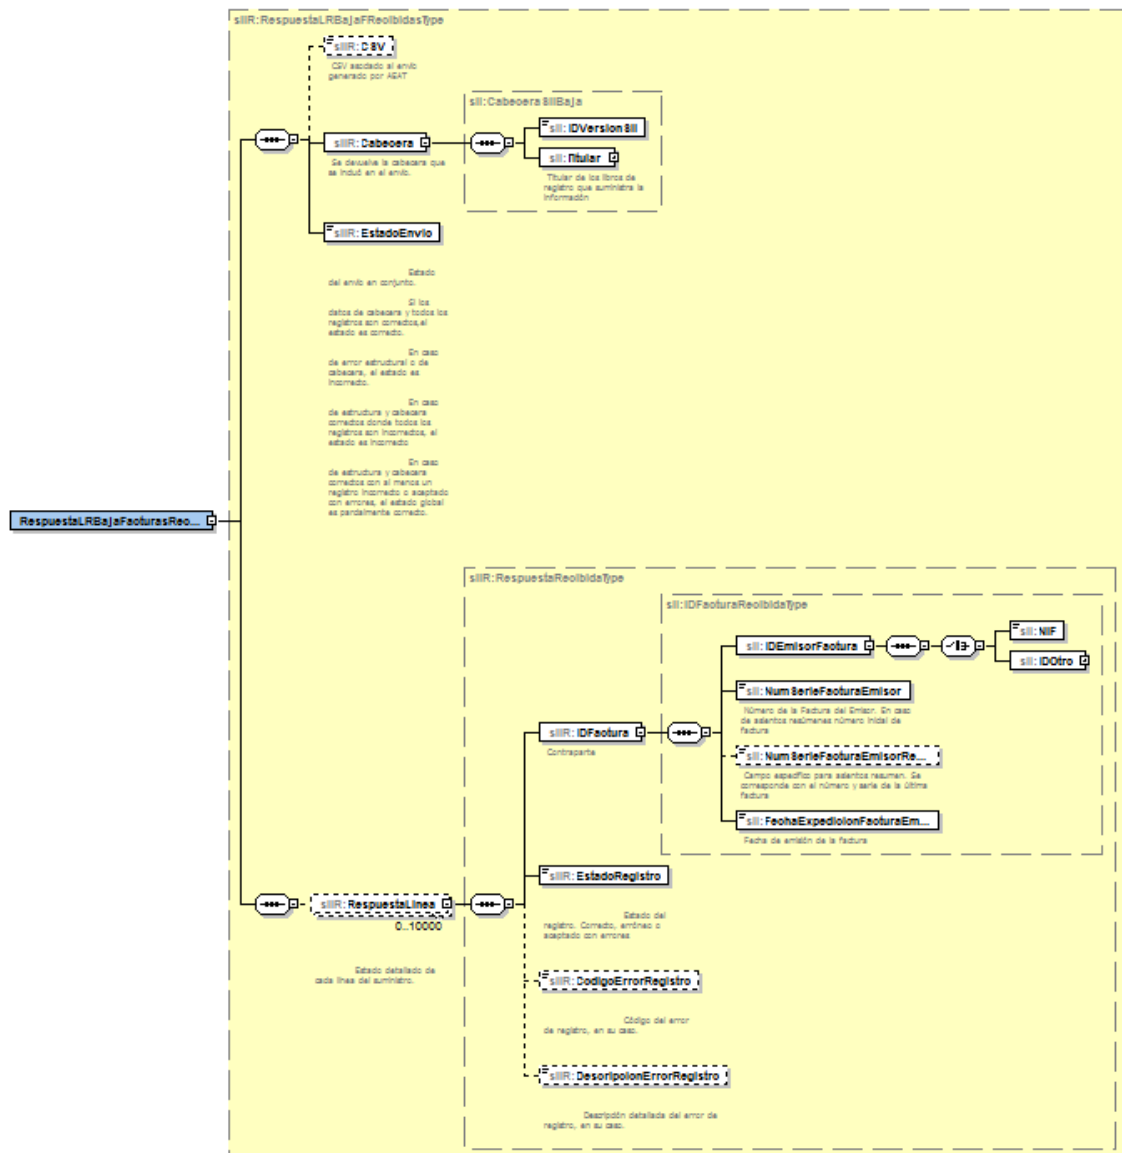 siiR:RespuestaLRBajaFRecibidasType
siiR:CSV
CSV asociado al envío
generado por AEAT
sii:CabeceraSiiBaja
sii:IDVersionSii
siiR:Cabecera
sii:Titular
Se devuelve la cabecera que
se incluó en el envío.
Titular de los libros de
registro que suministra la
información
siiR:EstadoEnvio
Estado
del envío en conjunto.
Si los
datos de cabecera y todos los
registros son correctos,el
estado es correcto.
En caso
de error estructural o de
cabecera, el estado es
incorrecto.
En caso
de estructura y cabecera
correctos donde todos los
registros son incorrectos, el
estado es incorrecto
En caso
de estructura y cabecera
correctos con al menos un
registro incorrecto o aceptado
con errores, el estado global
es parcialmente correcto.
RespuestaLRBajaFacturasRec...
siiR:RespuestaRecibidaType
sii:IDFacturaRecibidaType
sii:NIF
sii:IDEmisorFactura
sii:IDOtro
sii:NumSerieFacturaEmisor
Número de la Factura del Emisor. En caso
de asientos resúmenes número inicial de
factura
siiR:IDFactura
Contraparte
sii:NumSerieFacturaEmisorRe...
Campo específico para asientos resumen. Se
corresponde con el número y serie de la última
factura
sii:FechaExpedicionFacturaEm...
Fecha de emisión de la factura
siiR:EstadoRegistro
siiR:RespuestaLinea
0..10000
Estado del
registro. Correcto, erróneo o
aceptado con errores
Estado detallado de
cada línea del suministro.
siiR:CodigoErrorRegistro
Código del error
de registro, en su caso.
siiR:DescripcionErrorRegistro
Descripción detallada del error de
registro, en su caso.